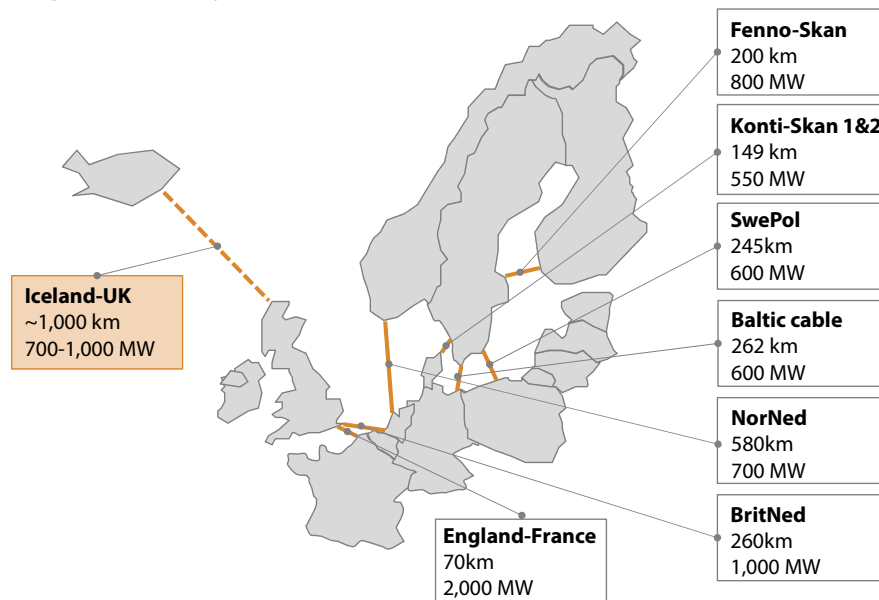 Fenno-Skan
200 km
800 MW
Konti-Skan 1&2
149 km
550 MW
SwePol
245km
600 MW
Iceland-UK
~1,000 km
700-1,000 MW
Baltic cable
262 km
600 MW
NorNed
580km
700 MW
BritNed
260km
1,000 MW
England-France
70km
2,000 MW